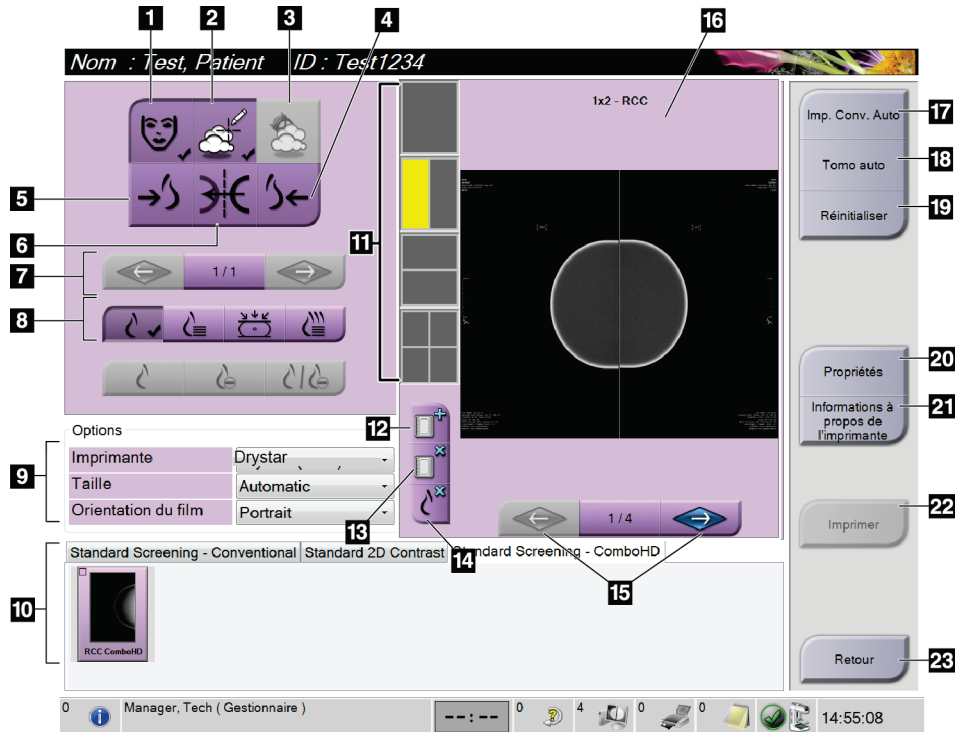 1 2 3 4 16
Nom : Test, Patient ID : Test1234
1x2 - RCC
Imp. Conv. Auto 17
Tomo auto 18
Réinitialiser 19
5
6
11
7 1/1
8
Propriétés 20
Informations à propos de l'imprimante 21
12
Options
9
Imprimante Drystar
Taille Automatic
Orientation du film Portrait
13
14
1/4
15
Imprimer 22
Standard Screening - Conventional Standard 2D Contrast Standard Screening - ComboHD
10
RCC ComboHD
Retour 23
0 Manager, Tech ( Gestionnaire ) --:-- 0 4 0 0 14:55:08